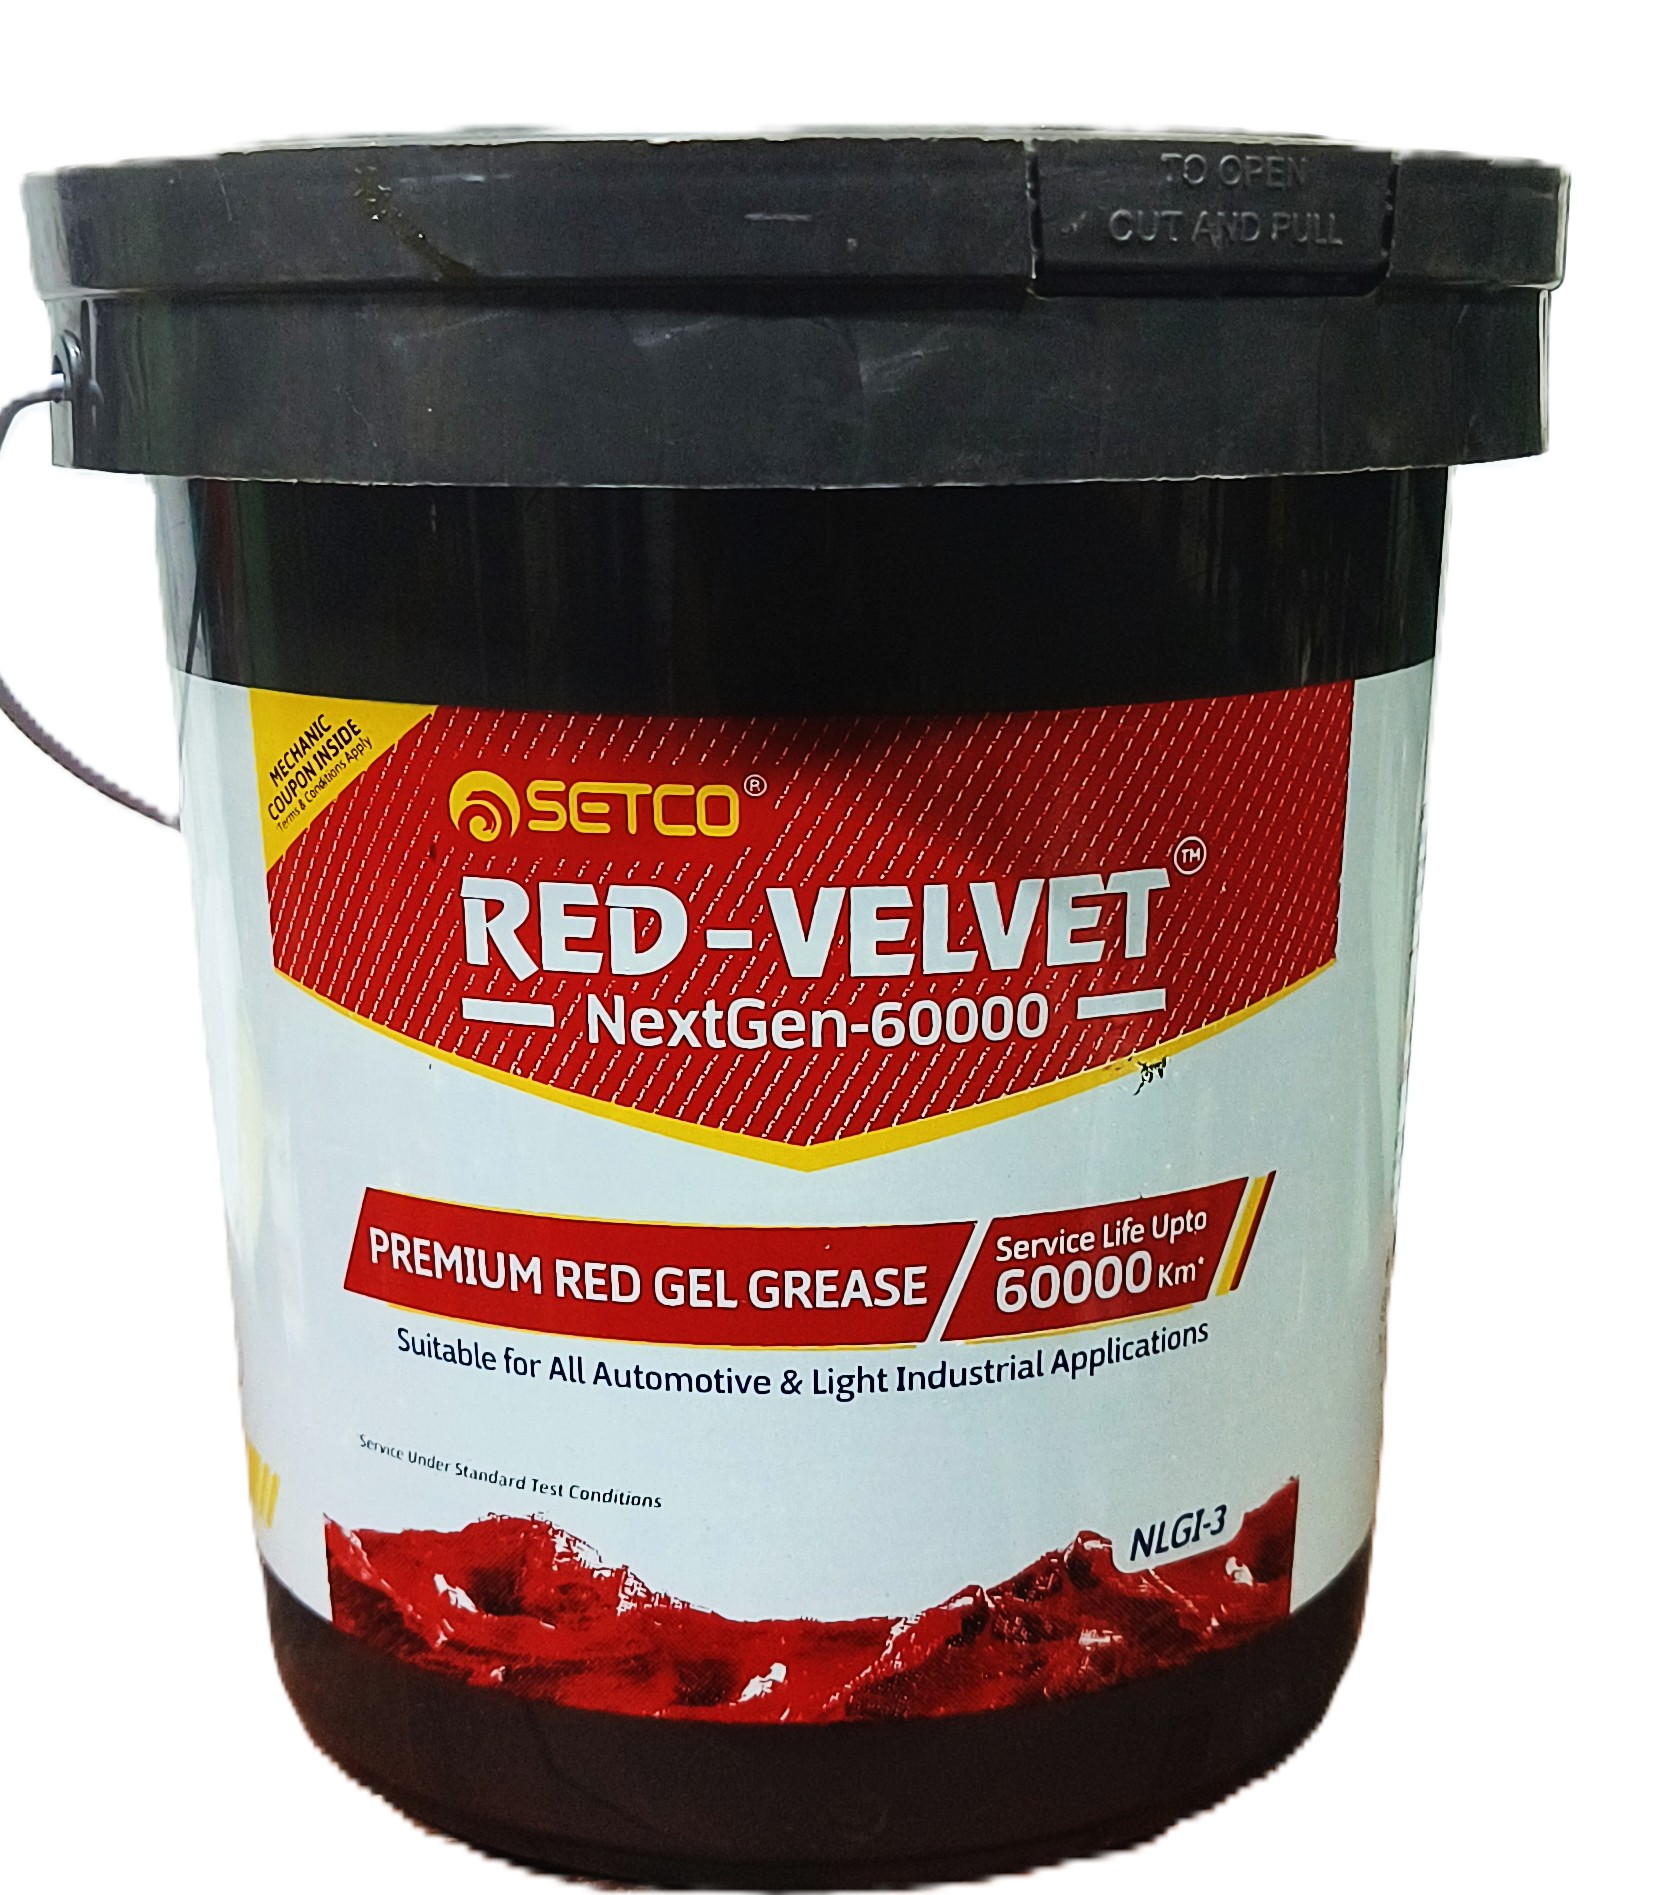 TO OPEN
CUT AND PULL
MECHANIC
COUPON INSIDE
Terms & Conditions Apply
SETCO®
RED-VELVET™
NextGen-60000
PREMIUM RED GEL GREASE
Service Life Upto
60000 Km*
Suitable for All Automotive & Light Industrial Applications
*Service Under Standard Test Conditions
NLGI-3